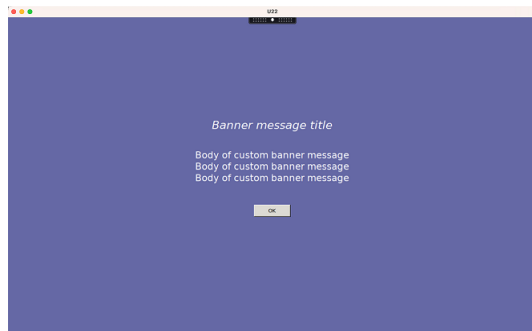 U22
Banner message title
Body of custom banner message
Body of custom banner message
Body of custom banner message
OK